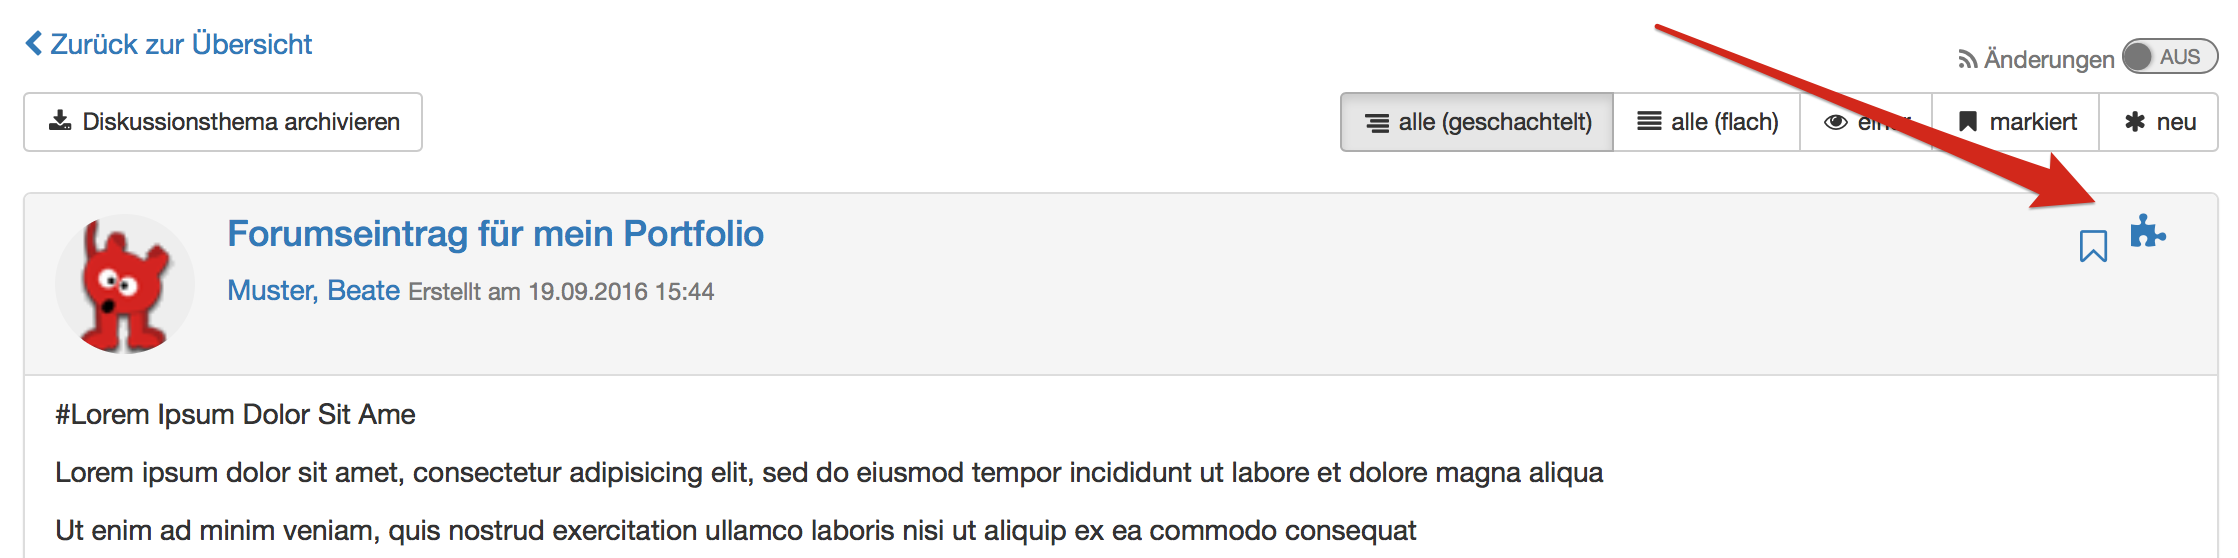 Zurück zur Übersicht
Änderungen AUS
Diskussionsthema archivieren
alle (geschachtelt) alle (flach) markiert neu
Forumseintrag für mein Portfolio
Muster, Beate Erstellt am 19.09.2016 15:44
#Lorem Ipsum Dolor Sit Ame
Lorem ipsum dolor sit amet, consectetur adipisicing elit, sed do eiusmod tempor incididunt ut labore et dolore magna aliqua
Ut enim ad minim veniam, quis nostrud exercitation ullamco laboris nisi ut aliquip ex ea commodo consequat